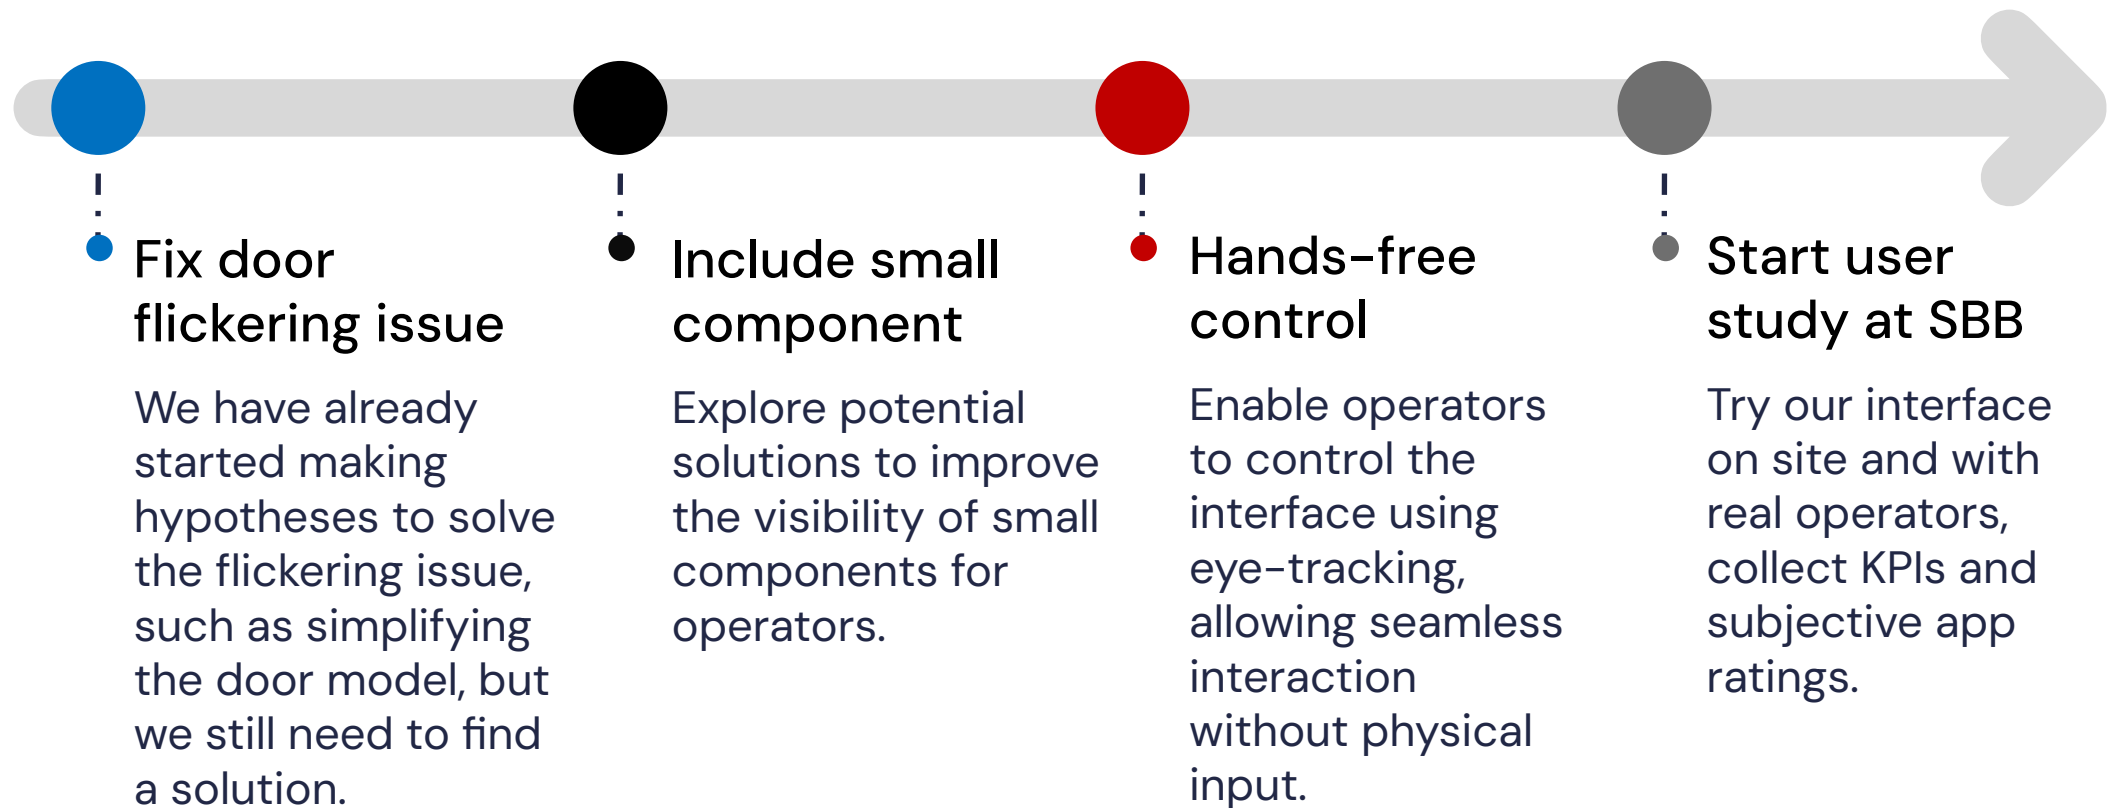 Fix door
flickering issue
We have already
started making
hypotheses to solve
the flickering issue,
such as simplifying
the door model, but
we still need to find
a solution.
Include small
component
Explore potential
solutions to improve
the visibility of small
components for
operators.
Hands-free
control
Enable operators
to control the
interface using
eye-tracking,
allowing seamless
interaction
without physical
input.
Start user
study at SBB
Try our interface
on site and with
real operators,
collect KPIs and
subjective app
ratings.